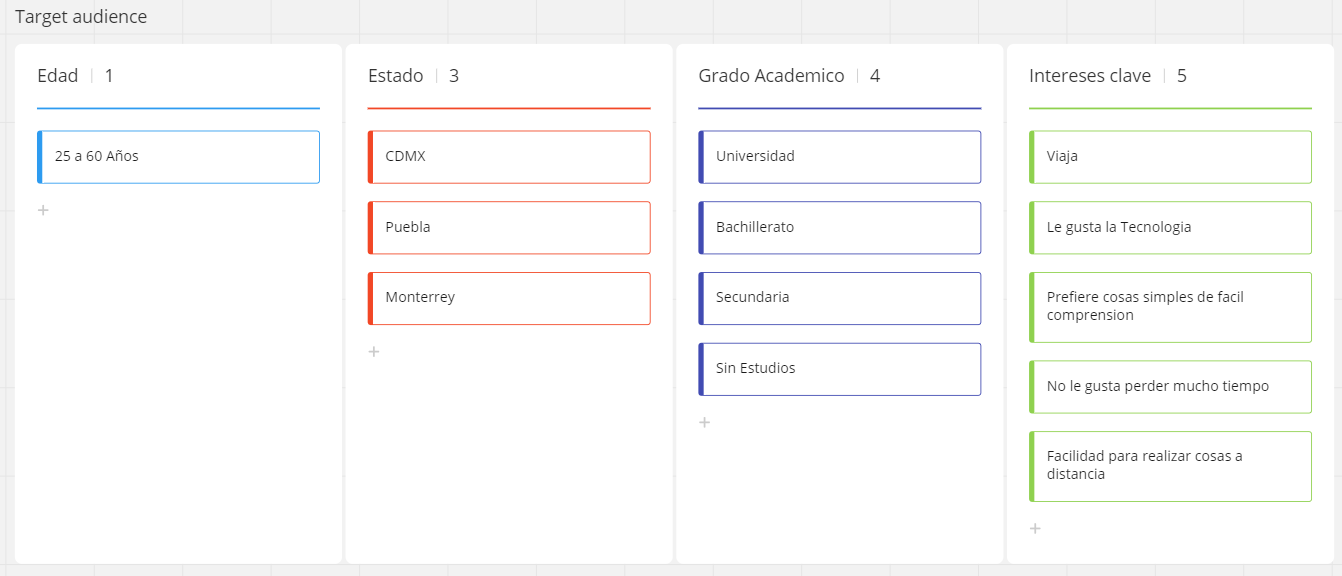 Target audience
Edad | 1
25 a 60 Años
+
Estado | 3
CDMX
Puebla
Monterrey
+
Grado Academico | 4
Universidad
Bachillerato
Secundaria
Sin Estudios
+
Intereses clave | 5
Viaja
Le gusta la Tecnologia
Prefiere cosas simples de facil
comprension
No le gusta perder mucho tiempo
Facilidad para realizar cosas a
distancia
+